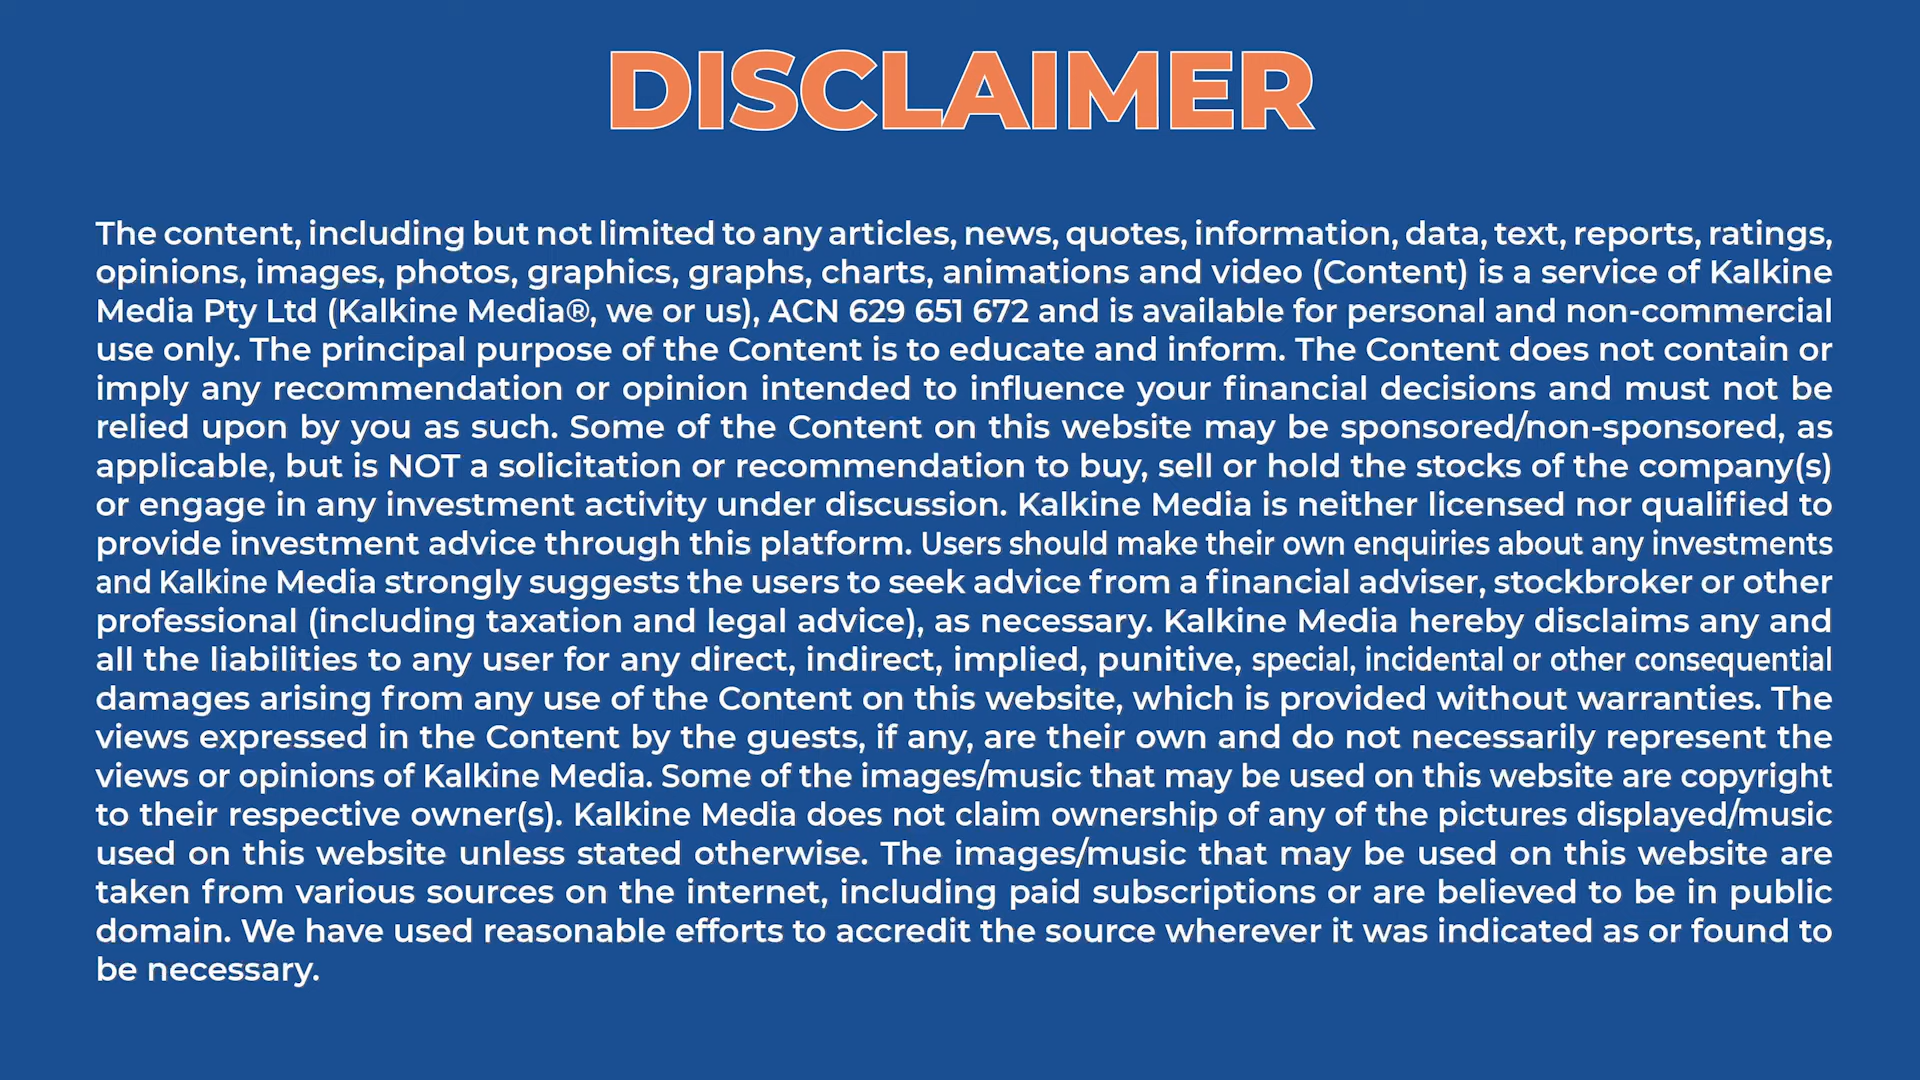 DISCLAIMER
The content, including but not limited to any articles, news, quotes, information, data, text, reports, ratings,
opinions, images, photos, graphics, graphs, charts, animations and video (Content) is a service of Kalkine
Media Pty Ltd (Kalkine Media®, we or us), ACN 629 651 672 and is available for personal and non-commercial
use only. The principal purpose of the Content is to educate and inform. The Content does not contain or
imply any recommendation or opinion intended to influence your financial decisions and must not be
relied upon by you as such. Some of the Content on this website may be sponsored/non-sponsored, as
applicable, but is NOT a solicitation or recommendation to buy, sell or hold the stocks of the company(s)
or engage in any investment activity under discussion. Kalkine Media is neither licensed nor qualified to
provide investment advice through this platform. Users should make their own enquiries about any investments
and Kalkine Media strongly suggests the users to seek advice from a financial adviser, stockbroker or other
professional (including taxation and legal advice), as necessary. Kalkine Media hereby disclaims any and
all the liabilities to any user for any direct, indirect, implied, punitive, special, incidental or other consequential
damages arising from any use of the Content on this website, which is provided without warranties. The
views expressed in the Content by the guests, if any, are their own and do not necessarily represent the
views or opinions of Kalkine Media. Some of the images/music that may be used on this website are copyright
to their respective owner(s). Kalkine Media does not claim ownership of any of the pictures displayed/music
used on this website unless stated otherwise. The images/music that may be used on this website are
taken from various sources on the internet, including paid subscriptions or are believed to be in public
domain. We have used reasonable efforts to accredit the source wherever it was indicated as or found to
be necessary.